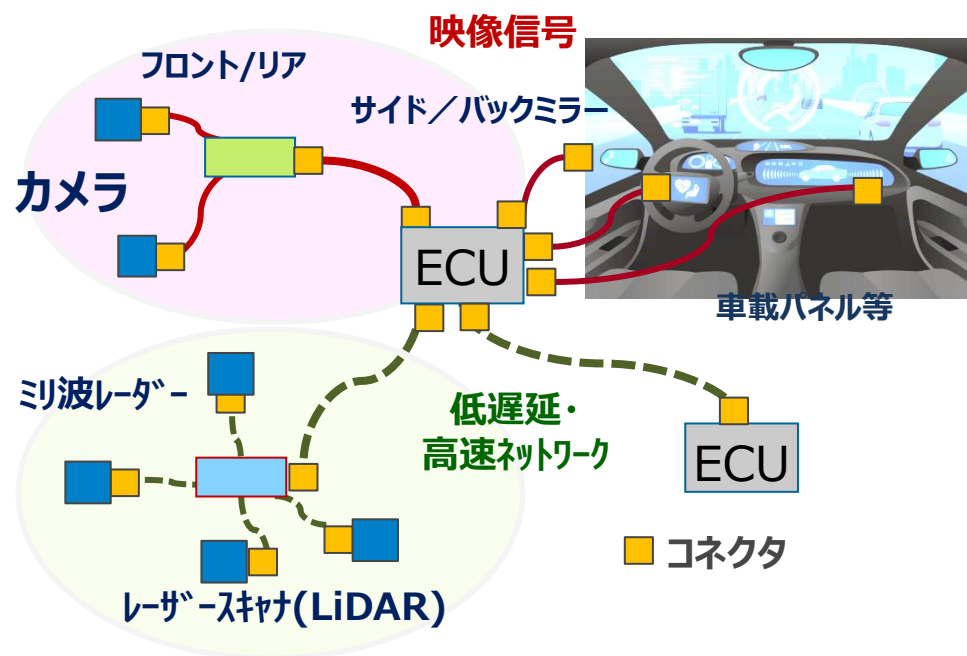 映像信号
フロント/リア
サイド／バックミラー
カメラ
ECU
車載パネル等
ミリ波レーダー
低遅延・
高速ネットワーク
ECU
コネクタ
レーザースキャナ(LiDAR)